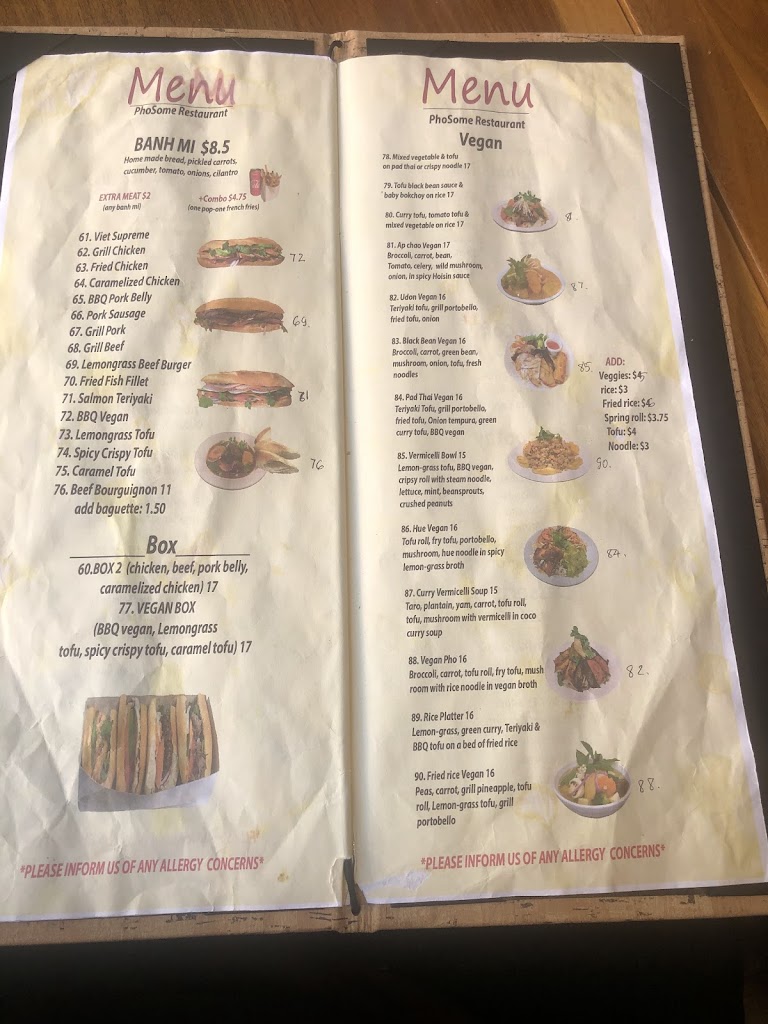 Menu
PhoSome Restaurant
BANH MI $8.5
Home made bread, pickled carrots,
cucumber, tomato, onions, cilantro
EXTRA MEAT $2
(any banh mi)
+Combo $4.75
(one pop-one french fries)
61. Viet Supreme
62. Grill Chicken
63. Fried Chicken
64. Caramelized Chicken
65. BBQ Pork Belly
66. Pork Sausage
67. Grill Pork
68. Grill Beef
69. Lemongrass Beef Burger
70. Fried Fish Fillet
71. Salmon Teriyaki
72. BBQ Vegan
73. Lemongrass Tofu
74. Spicy Crispy Tofu
75. Caramel Tofu
76. Beef Bourguignon 11
add baguette: 1.50
72
69.
76
Box
60.BOX 2 (chicken, beef, pork belly,
caramelized chicken) 17
77. VEGAN BOX
(BBQ vegan, Lemongrass
tofu, spicy crispy tofu, caramel tofu) 17
*PLEASE INFORM US OF ANY ALLERGY CONCERNS*
Menu
PhoSome Restaurant
Vegan
78. Mixed vegetable & tofu
on pad thai or crispy noodle 17
79. Tofu black bean sauce &
baby bokchoy on rice 17
80. Curry tofu, tomato tofu &
mixed vegetable on rice 17
81. Ap chao Vegan 17
Broccoli, carrot, bean,
Tomato, celery, wild mushroom,
onion, in spicy Hoisin sauce
82. Udon Vegan 16
Teriyaki tofu, grill portobello,
fried tofu, onion
83. Black Bean Vegan 16
Broccoli, carrot, green bean,
mushroom, onion, tofu, fresh
noodles
84. Pad Thai Vegan 16
Teriyaki Tofu, grill portobello,
fried tofu, Onion tempura, green
curry tofu, BBQ vegan
85. Vermicelli Bowl 15
Lemon-grass tofu, BBQ vegan,
cripsy roll with steam noodle,
lettuce, mint, beansprouts,
crushed peanuts
86. Hue Vegan 16
Tofu roll, fry tofu, portobello,
mushroom, hue noodle in spicy
lemon-grass broth
87. Curry Vermicelli Soup 15
Taro, plantain, yam, carrot, tofu roll,
tofu, mushroom with vermicelli in coco
curry soup
88. Vegan Pho 16
Broccoli, carrot, tofu roll, fry tofu, mush
room with rice noodle in vegan broth
89. Rice Platter 16
Lemon-grass, green curry, Teriyaki &
BBQ tofu on a bed of fried rice
90. Fried rice Vegan 16
Peas, carrot, grill pineapple, tofu
roll, Lemon-grass tofu, grill
portobello
87.
85.
90.
84.
82.
88.
ADD:
Veggies: $4,5
rice: $3
Fried rice: $
Spring roll: $3.75
Tofu: $4
Noodle: $3
*PLEASE INFORM US OF ANY ALLERGY CONCERNS*